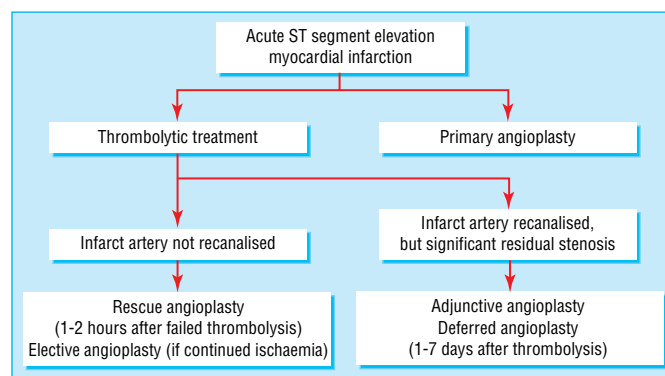 Acute ST segment elevation
myocardial infarction
Thrombolytic treatment
Primary angioplasty
Infarct artery not recanalised
Infarct artery recanalised,
but significant residual stenosis
Rescue angioplasty
(1-2 hours after failed thrombolysis)
Elective angioplasty (if continued ischaemia)
Adjunctive angioplasty
Deferred angioplasty
(1-7 days after thrombolysis)